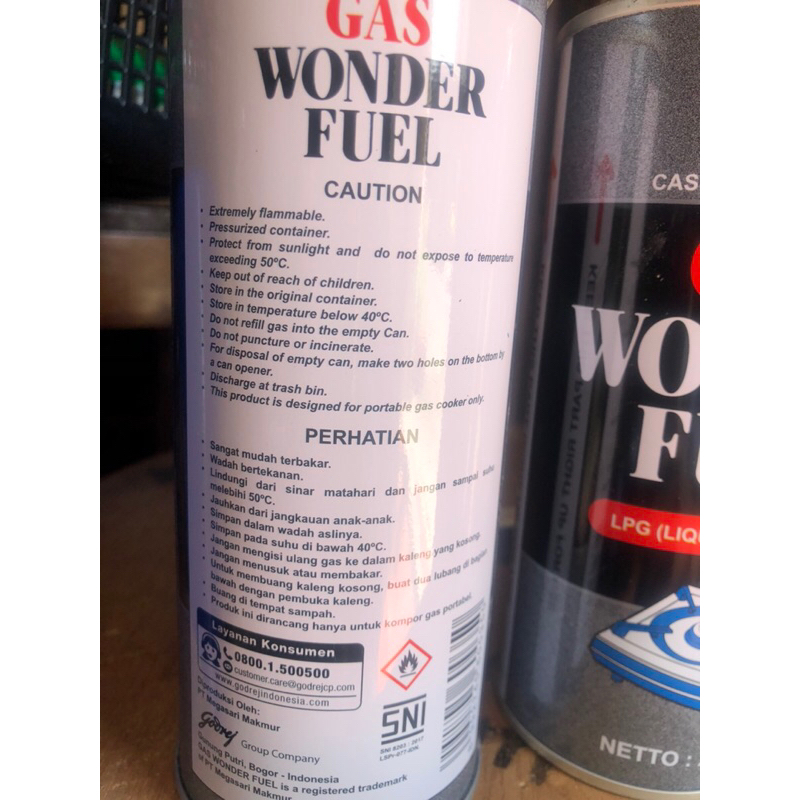 GAS
WONDER
FUEL
CAUTION
• Extremely flammable.
• Pressurized container.
• Protect from sunlight and do not expose to temperature
exceeding 50ºC.
• Keep out of reach of children.
• Store in the original container.
• Store in temperature below 40ºC.
• Do not refill gas into the empty Can.
• Do not puncture or incinerate.
• For disposal of empty can, make two holes on the bottom by
a can opener.
• Discharge at trash bin.
• This product is designed for portable gas cooker only.
PERHATIAN
• Sangat mudah terbakar.
• Wadah bertekanan.
• Lindungi dari sinar matahari dan jangan sampai suhu
melebihi 50ºC.
• Jauhkan dari jangkauan anak-anak.
• Simpan dalam wadah aslinya.
• Simpan pada suhu di bawah 40ºC.
• Jangan mengisi ulang gas ke dalam kaleng yang kosong.
• Jangan menusuk atau membakar.
• Untuk membuang kaleng kosong, buat dua lubang di bagian
bawah dengan pembuka kaleng.
• Buang di tempat sampah.
• Produk ini dirancang hanya untuk kompor gas portabel.
Layanan Konsumen
0800.1.500500
customer.care@godrejcp.com
www.godrejindonesia.com
Diproduksi Oleh:
PT Megasari Makmur
Godrej Group Company
Gunung Putri, Bogor - Indonesia
GAS WONDER FUEL is a registered trademark
of PT Megasari Makmur
SNI
SNI 8282 : 2017
LSPr-077-IDN
CAS
WO
FU
LPG (LIQU
NETTO :